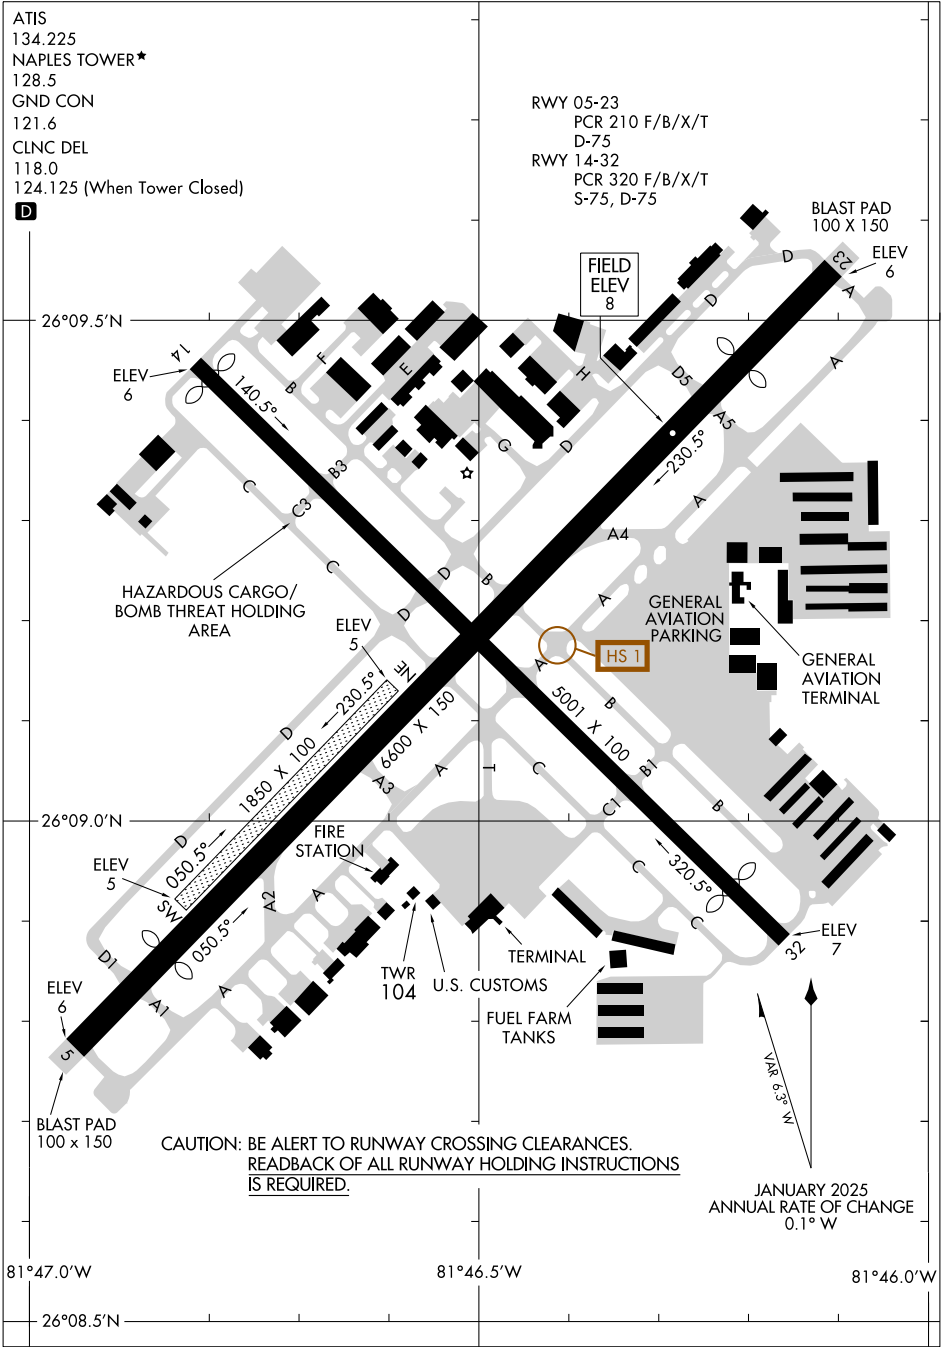 ATIS
134.225
NAPLES TOWER★
128.5
GND CON
121.6
CLNC DEL
118.0
124.125 (When Tower Closed)
D
RWY 05-23
PCR 210 F/B/X/T
D-75
RWY 14-32
PCR 320 F/B/X/T
S-75, D-75
BLAST PAD
100 X 150
ELEV
6
23
D
A
FIELD
ELEV
8
D
26°09.5'N
14
ELEV
6
140.5°
B
F
E
H
D5
A
A5
230.5°
G
D
B3
C
C3
A
A4
HAZARDOUS CARGO/
BOMB THREAT HOLDING
AREA
C
D
B
D
A
GENERAL
AVIATION
PARKING
GENERAL
AVIATION
TERMINAL
ELEV
5
NE
HS 1
A
230.5°
D
1850 X 100
050.5°
6600 X 150
5001 X 100
B
B1
B
A3
A
T
C
C1
26°09.0'N
D
FIRE
STATION
ELEV
5
SW
A2
A
050.5°
320.5°
C
C
D1
32
ELEV
7
ELEV
6
A1
A
TWR
104
U.S. CUSTOMS
TERMINAL
FUEL FARM
TANKS
5
VAR 6.3° W
BLAST PAD
100 x 150
CAUTION: BE ALERT TO RUNWAY CROSSING CLEARANCES.
READBACK OF ALL RUNWAY HOLDING INSTRUCTIONS
IS REQUIRED.
JANUARY 2025
ANNUAL RATE OF CHANGE
0.1° W
81°47.0'W
81°46.5'W
81°46.0'W
26°08.5'N